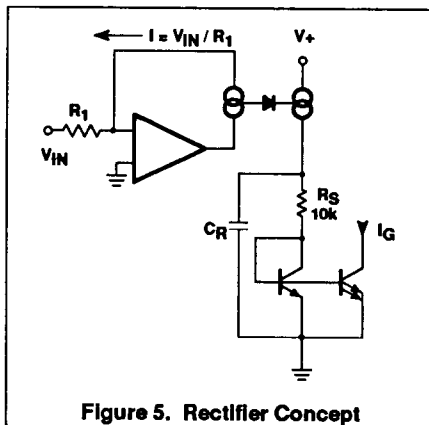 I = VIN / R1
V+
R1
VIN
RS
10k
CR
IG
Figure 5. Rectifier Concept